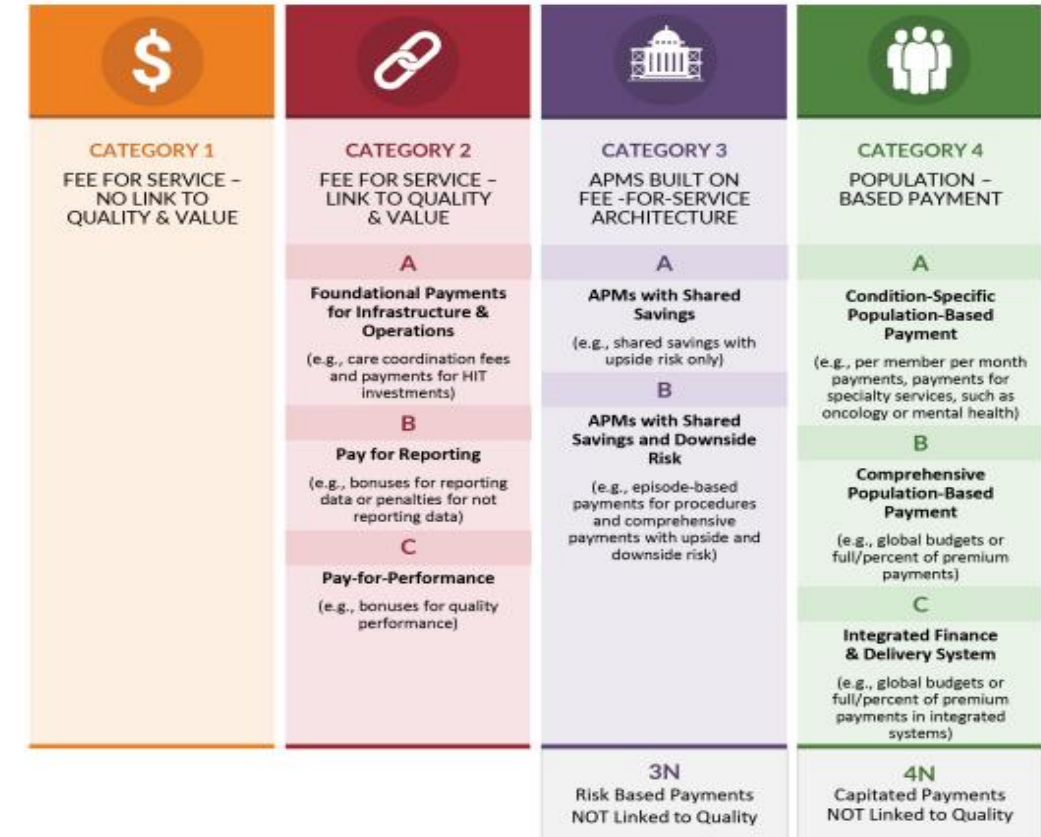 $
CATEGORY 1
FEE FOR SERVICE –
NO LINK TO
QUALITY & VALUE
CATEGORY 2
FEE FOR SERVICE –
LINK TO QUALITY
& VALUE
A
Foundational Payments
for Infrastructure &
Operations
(e.g., care coordination fees
and payments for HIT
investments)
B
Pay for Reporting
(e.g., bonuses for reporting
data or penalties for not
reporting data)
C
Pay-for-Performance
(e.g., bonuses for quality
performance)
CATEGORY 3
APMS BUILT ON
FEE -FOR-SERVICE
ARCHITECTURE
A
APMs with Shared
Savings
(e.g., shared savings with
upside risk only)
B
APMs with Shared
Savings and Downside
Risk
(e.g., episode-based
payments for procedures
and comprehensive
payments with upside and
downside risk)
3N
Risk Based Payments
NOT Linked to Quality
CATEGORY 4
POPULATION –
BASED PAYMENT
A
Condition-Specific
Population-Based
Payment
(e.g., per member per month
payments, payments for
specialty services, such as
oncology or mental health)
B
Comprehensive
Population-Based
Payment
(e.g., global budgets or
full/percent of premium
payments)
C
Integrated Finance
& Delivery System
(e.g., global budgets or
full/percent of premium
payments in integrated
systems)
4N
Capitated Payments
NOT Linked to Quality